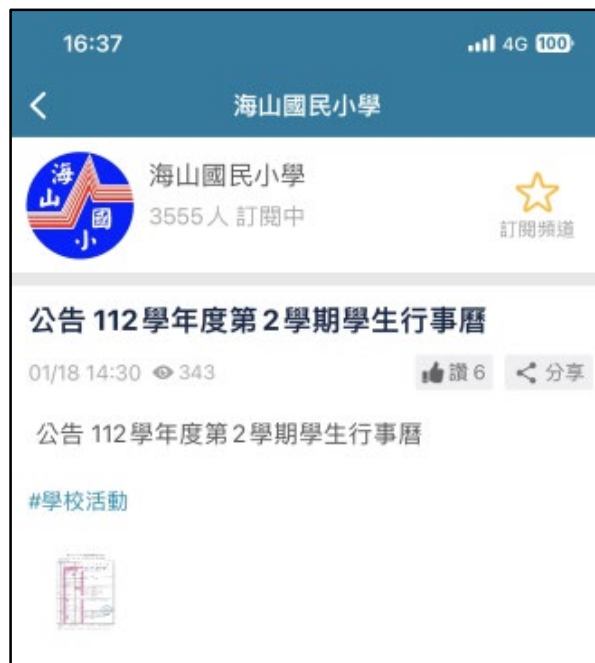 16:37 4G 100
海山國民小學
海山國小
海山國民小學
3555人 訂閱中
訂閱頻道
公告 112學年度第2學期學生行事曆
01/18 14:30 343 讚 6 分享
公告 112學年度第2學期學生行事曆
#學校活動